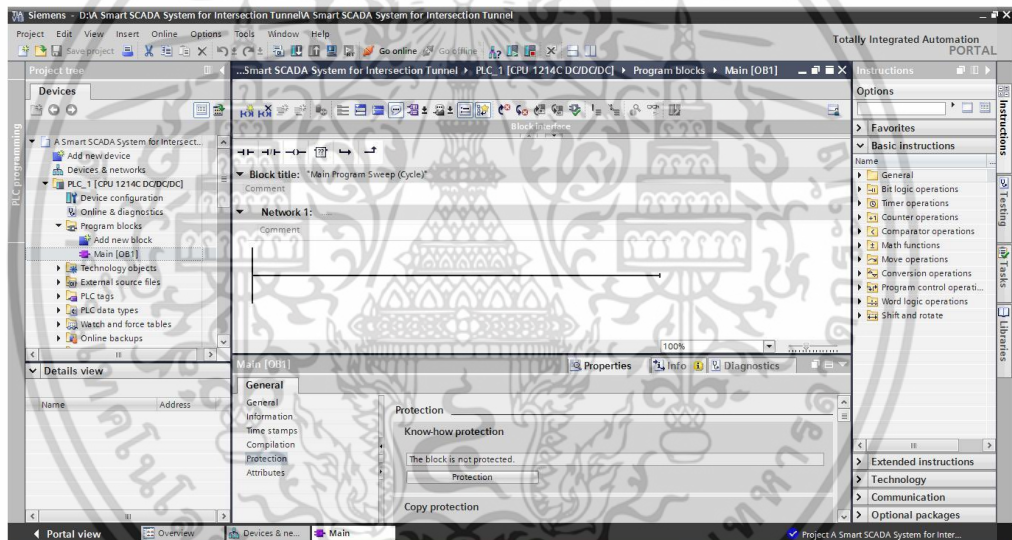 Siemens - D:\A Smart SCADA System for Intersection Tunnel\A Smart SCADA System for Intersection Tunnel
Project Edit View Insert Online Options Tools Window Help
Save project
Go online
Go offline
Totally Integrated Automation
PORTAL
Project tree
...Smart SCADA System for Intersection Tunnel ▸ PLC_1 [CPU 1214C DC/DC/DC] ▸ Program blocks ▸ Main [OB1]
Instructions
Devices
Options
PLC programming
Block interface
A Smart SCADA System for Intersect...
Add new device
Devices & networks
PLC_1 [CPU 1214C DC/DC/DC]
Device configuration
Online & diagnostics
Program blocks
Add new block
Main [OB1]
Technology objects
External source files
PLC tags
PLC data types
Watch and force tables
Online backups
Block title: "Main Program Sweep (Cycle)"
Comment
Network 1: .....
Comment
100%
Favorites
Basic instructions
Name
General
Bit logic operations
Timer operations
Counter operations
Comparator operations
Math functions
Move operations
Conversion operations
Program control operati...
Word logic operations
Shift and rotate
Instructions
Testing
Tasks
Libraries
Details view
Name Address
Main [OB1]
Properties
Info
Diagnostics
General
General
Information
Time stamps
Compilation
Protection
Attributes
Protection
Know-how protection
The block is not protected.
Protection
Copy protection
Extended instructions
Technology
Communication
Optional packages
Portal view
Overview
Devices & ne...
Main
Project A Smart SCADA System for Inter...